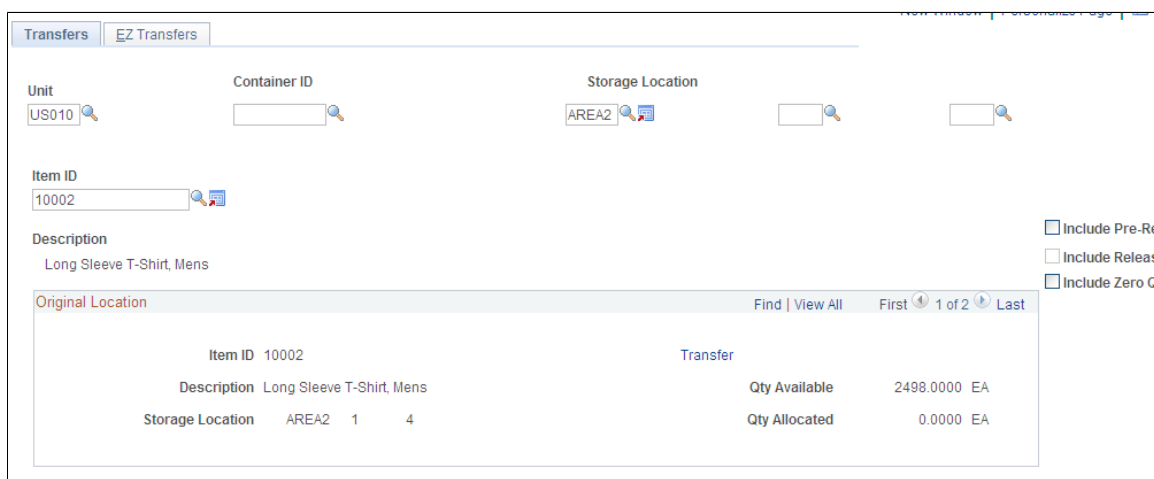 Transfers EZ Transfers
Unit Container ID Storage Location
US010 AREA2
Item ID
10002
Description
Long Sleeve T-Shirt, Mens
Include Pre-Re
Include Releas
Include Zero Q
Original Location Find | View All First 1 of 2 Last
Item ID 10002 Transfer
Description Long Sleeve T-Shirt, Mens Qty Available 2498.0000 EA
Storage Location AREA2 1 4 Qty Allocated 0.0000 EA